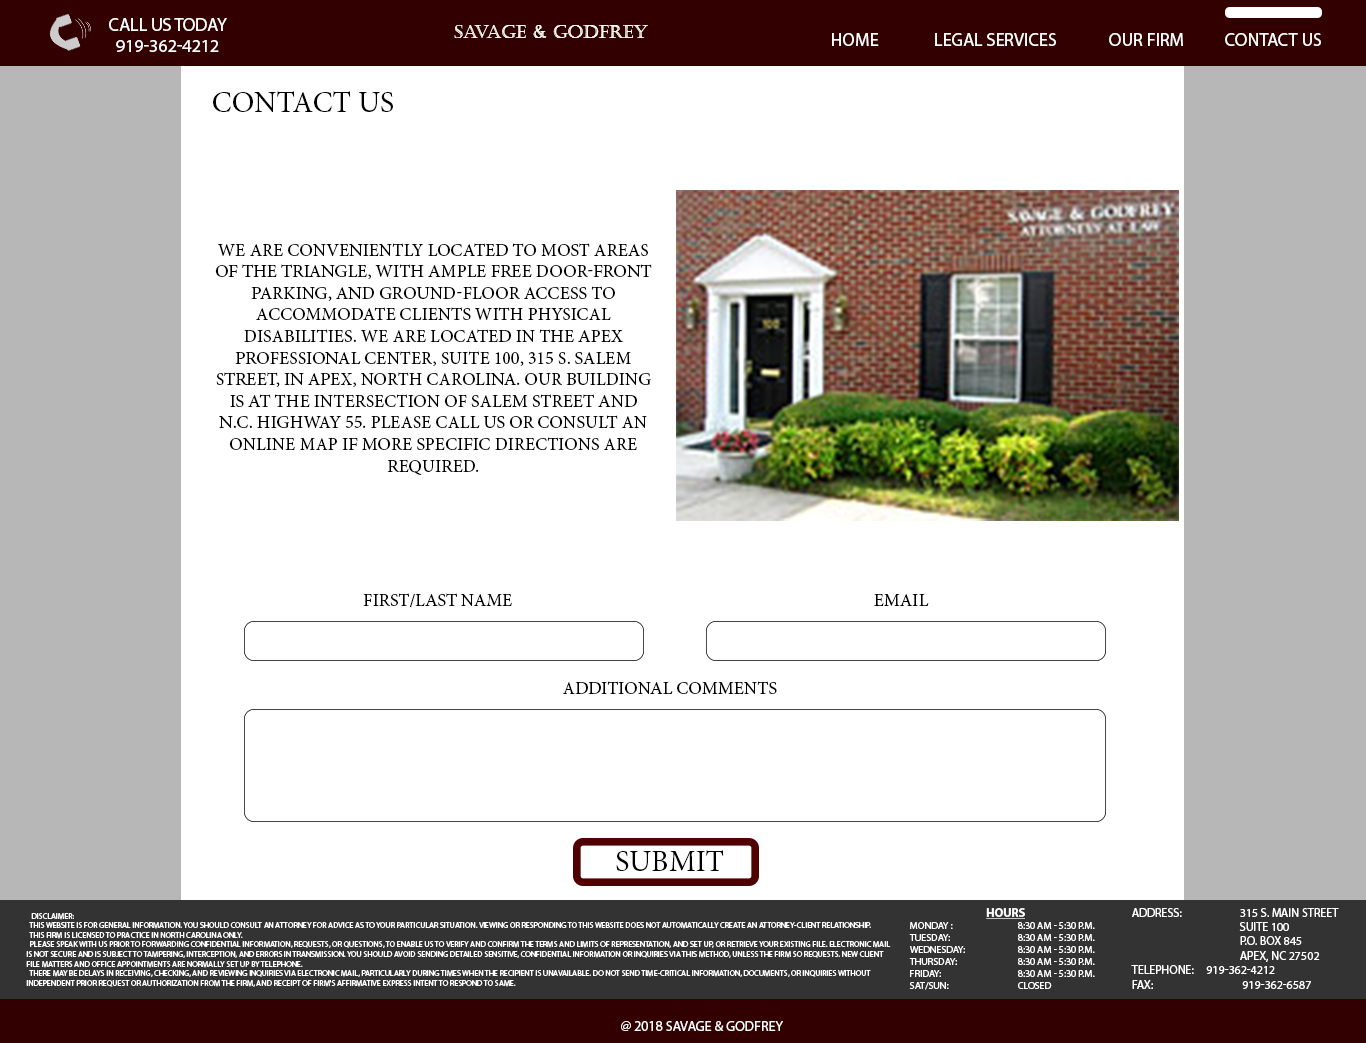 CALL US TODAY
919-362-4212
SAVAGE & GODFREY
HOME
LEGAL SERVICES
OUR FIRM
CONTACT US
CONTACT US
WE ARE CONVENIENTLY LOCATED TO MOST AREAS
OF THE TRIANGLE, WITH AMPLE FREE DOOR-FRONT
PARKING, AND GROUND-FLOOR ACCESS TO
ACCOMMODATE CLIENTS WITH PHYSICAL
DISABILITIES. WE ARE LOCATED IN THE APEX
PROFESSIONAL CENTER, SUITE 100, 315 S. SALEM
STREET, IN APEX, NORTH CAROLINA. OUR BUILDING
IS AT THE INTERSECTION OF SALEM STREET AND
N.C. HIGHWAY 55. PLEASE CALL US OR CONSULT AN
ONLINE MAP IF MORE SPECIFIC DIRECTIONS ARE
REQUIRED.
SAVAGE & GODFREY
ATTORNEYS AT LAW
100
FIRST/LAST NAME
EMAIL
ADDITIONAL COMMENTS
SUBMIT
DISCLAIMER:
THIS WEBSITE IS FOR GENERAL INFORMATION. YOU SHOULD CONSULT AN ATTORNEY FOR ADVICE AS TO YOUR PARTICULAR SITUATION. VIEWING OR RESPONDING TO THIS WEBSITE DOES NOT AUTOMATICALLY CREATE AN ATTORNEY-CLIENT RELATIONSHIP.
THIS FIRM IS LICENSED TO PRACTICE IN NORTH CAROLINA ONLY.
PLEASE SPEAK WITH US PRIOR TO FORWARDING CONFIDENTIAL INFORMATION, REQUESTS, OR QUESTIONS, TO ENABLE US TO VERIFY AND CONFIRM THE TERMS AND LIMITS OF REPRESENTATION, AND SET UP, OR RETRIEVE YOUR EXISTING FILE. ELECTRONIC MAIL
IS NOT SECURE AND IS SUBJECT TO TAMPERING, INTERCEPTION, AND ERRORS IN TRANSMISSION. YOU SHOULD AVOID SENDING DETAILED SENSITIVE, CONFIDENTIAL INFORMATION OR INQUIRIES VIA THIS METHOD, UNLESS THE FIRM SO REQUESTS. NEW CLIENT
FILE MATTERS AND OFFICE APPOINTMENTS ARE NORMALLY SET UP BY TELEPHONE.
THERE MAY BE DELAYS IN RECEIVING, CHECKING, AND REVIEWING INQUIRIES VIA ELECTRONIC MAIL, PARTICULARLY DURING TIMES WHEN THE RECIPIENT IS UNAVAILABLE. DO NOT SEND TIME-CRITICAL INFORMATION, DOCUMENTS, OR INQUIRIES WITHOUT
INDEPENDENT PRIOR REQUEST OR AUTHORIZATION FROM THE FIRM, AND RECEIPT OF FIRM'S AFFIRMATIVE EXPRESS INTENT TO RESPOND TO SAME.
HOURS
MONDAY : 8:30 AM - 5:30 P.M.
TUESDAY: 8:30 AM - 5:30 P.M.
WEDNESDAY: 8:30 AM - 5:30 P.M.
THURSDAY: 8:30 AM - 5:30 P.M.
FRIDAY: 8:30 AM - 5:30 P.M.
SAT/SUN: CLOSED
ADDRESS: 315 S. MAIN STREET
SUITE 100
P.O. BOX 845
APEX, NC 27502
TELEPHONE: 919-362-4212
FAX: 919-362-6587
@ 2018 SAVAGE & GODFREY